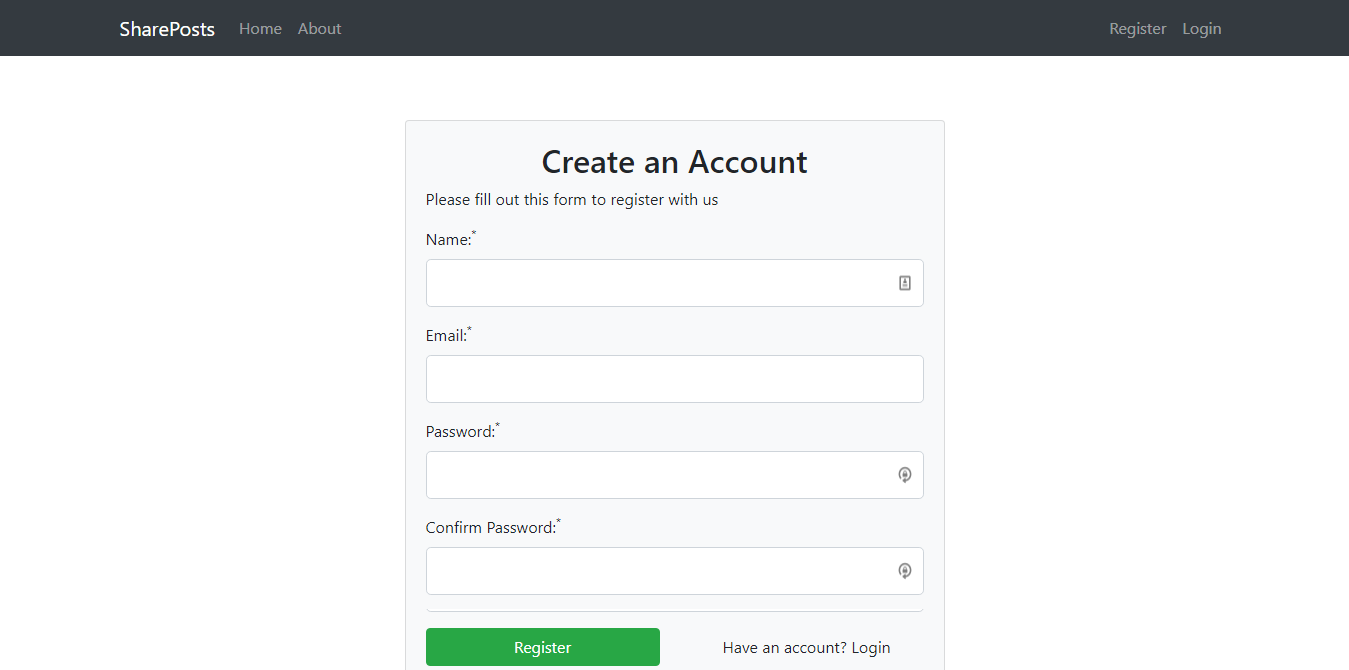 SharePosts Home About Register Login
Create an Account
Please fill out this form to register with us
Name:*
Email:*
Password:*
Confirm Password:*
Register Have an account? Login